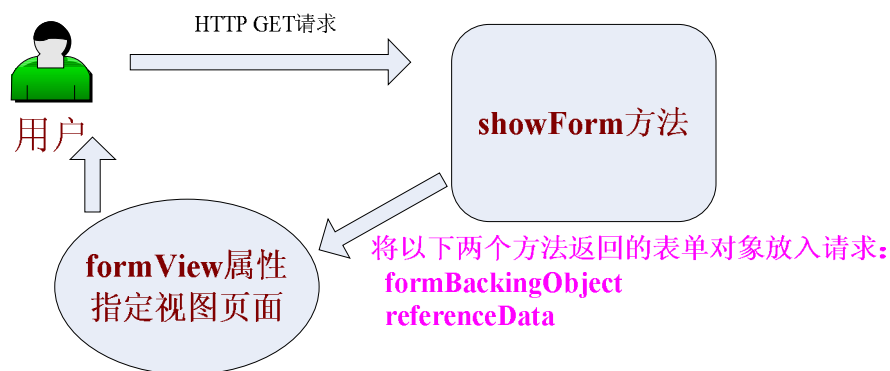 HTTP GET请求
用户
showForm方法
将以下两个方法返回的表单对象放入请求：
formBackingObject
referenceData
formView属性
指定视图页面